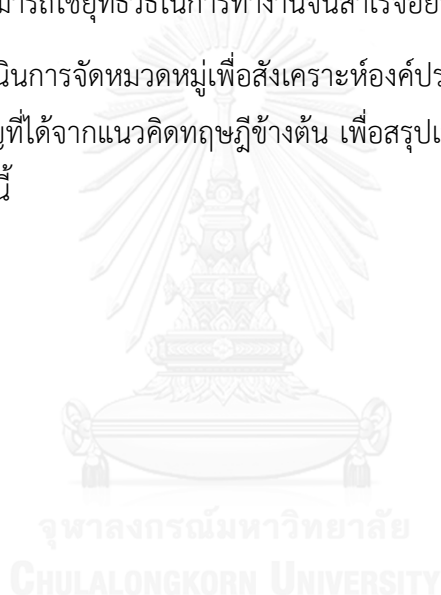 มารถใช้ยุทธวิธีในการทำงานจนสำเร็จอย
นินการจัดหมวดหมู่เพื่อสังเคราะห์องค์ปร
ญที่ได้จากแนวคิดทฤษฎีข้างต้น เพื่อสรุปเ
นี้
จุฬาลงกรณ์มหาวิทยาลัย
CHULALONGKORN UNIVERSITY